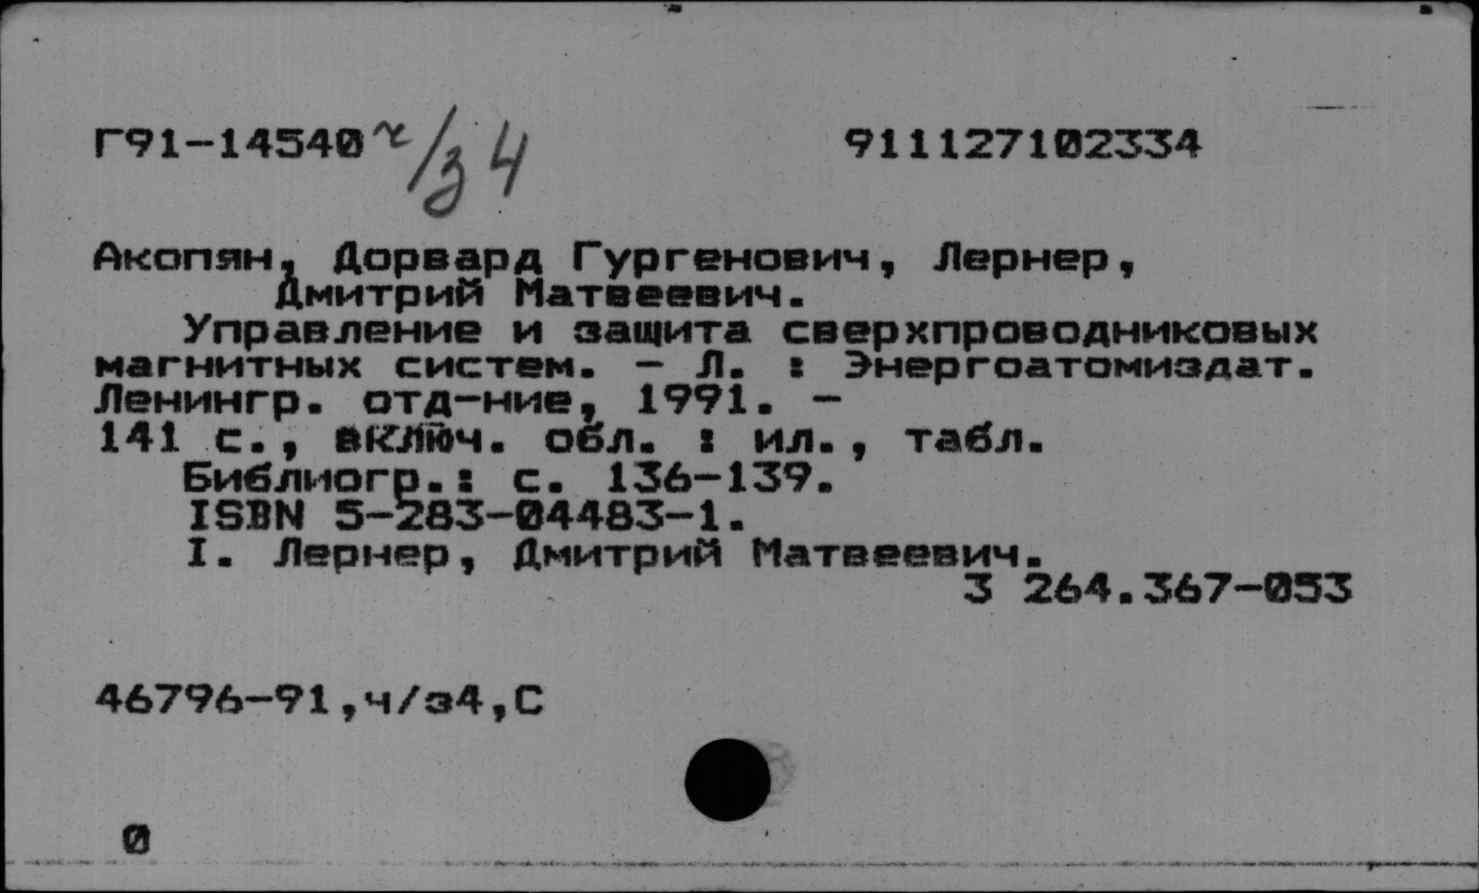 Г91-14540 ч/з 4 911127102334
Акопян, Дорвард Гургенович, Лернер,
Дмитрий Матвеевич.
Управление и защита сверхпроводниковых
магнитных систем. - Л. : Энергоатомиздат.
Ленингр. отд-ние, 1991. -
141 с., включ. обл. : ил., табл.
Библиогр.: с. 136-139.
ISBN 5-283-04483-1.
I. Лернер, Дмитрий Матвеевич.
З 264.367-053
46796-91,ч/з4,С
0